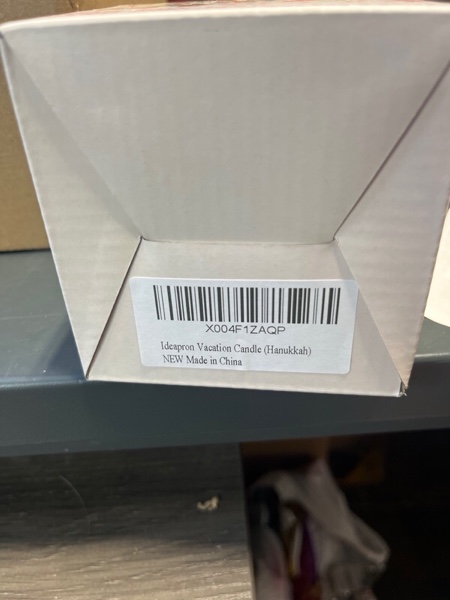 X004F1ZAQP
Ideapron Vacation Candle (Hanukkah)
NEW Made in China